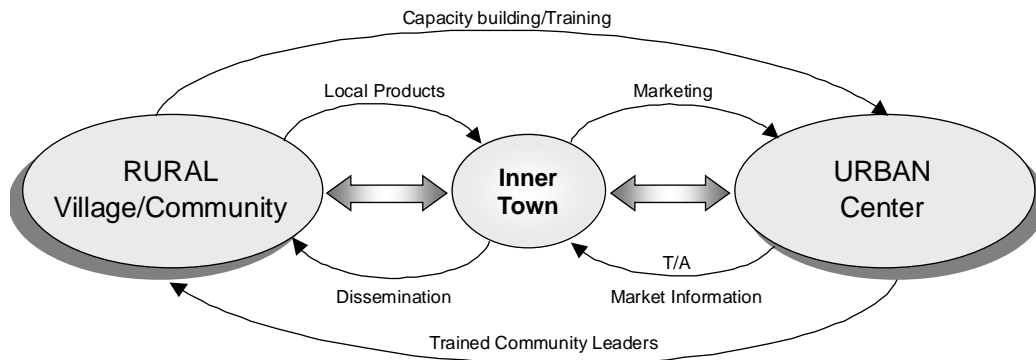 Capacity building/Training
Local Products
Marketing
RURAL
Village/Community
Inner
Town
URBAN
Center
T/A
Dissemination
Market Information
Trained Community Leaders